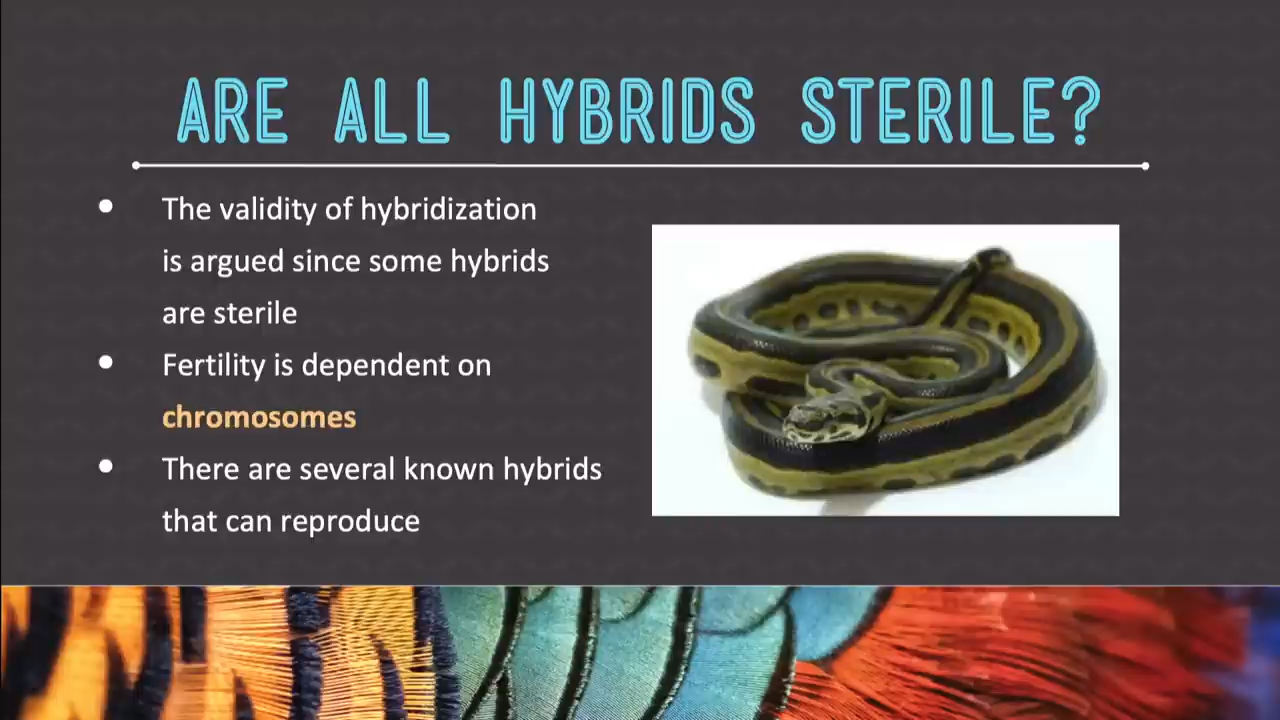 ARE ALL HYBRIDS STERILE?
• The validity of hybridization
is argued since some hybrids
are sterile
• Fertility is dependent on
chromosomes
• There are several known hybrids
that can reproduce